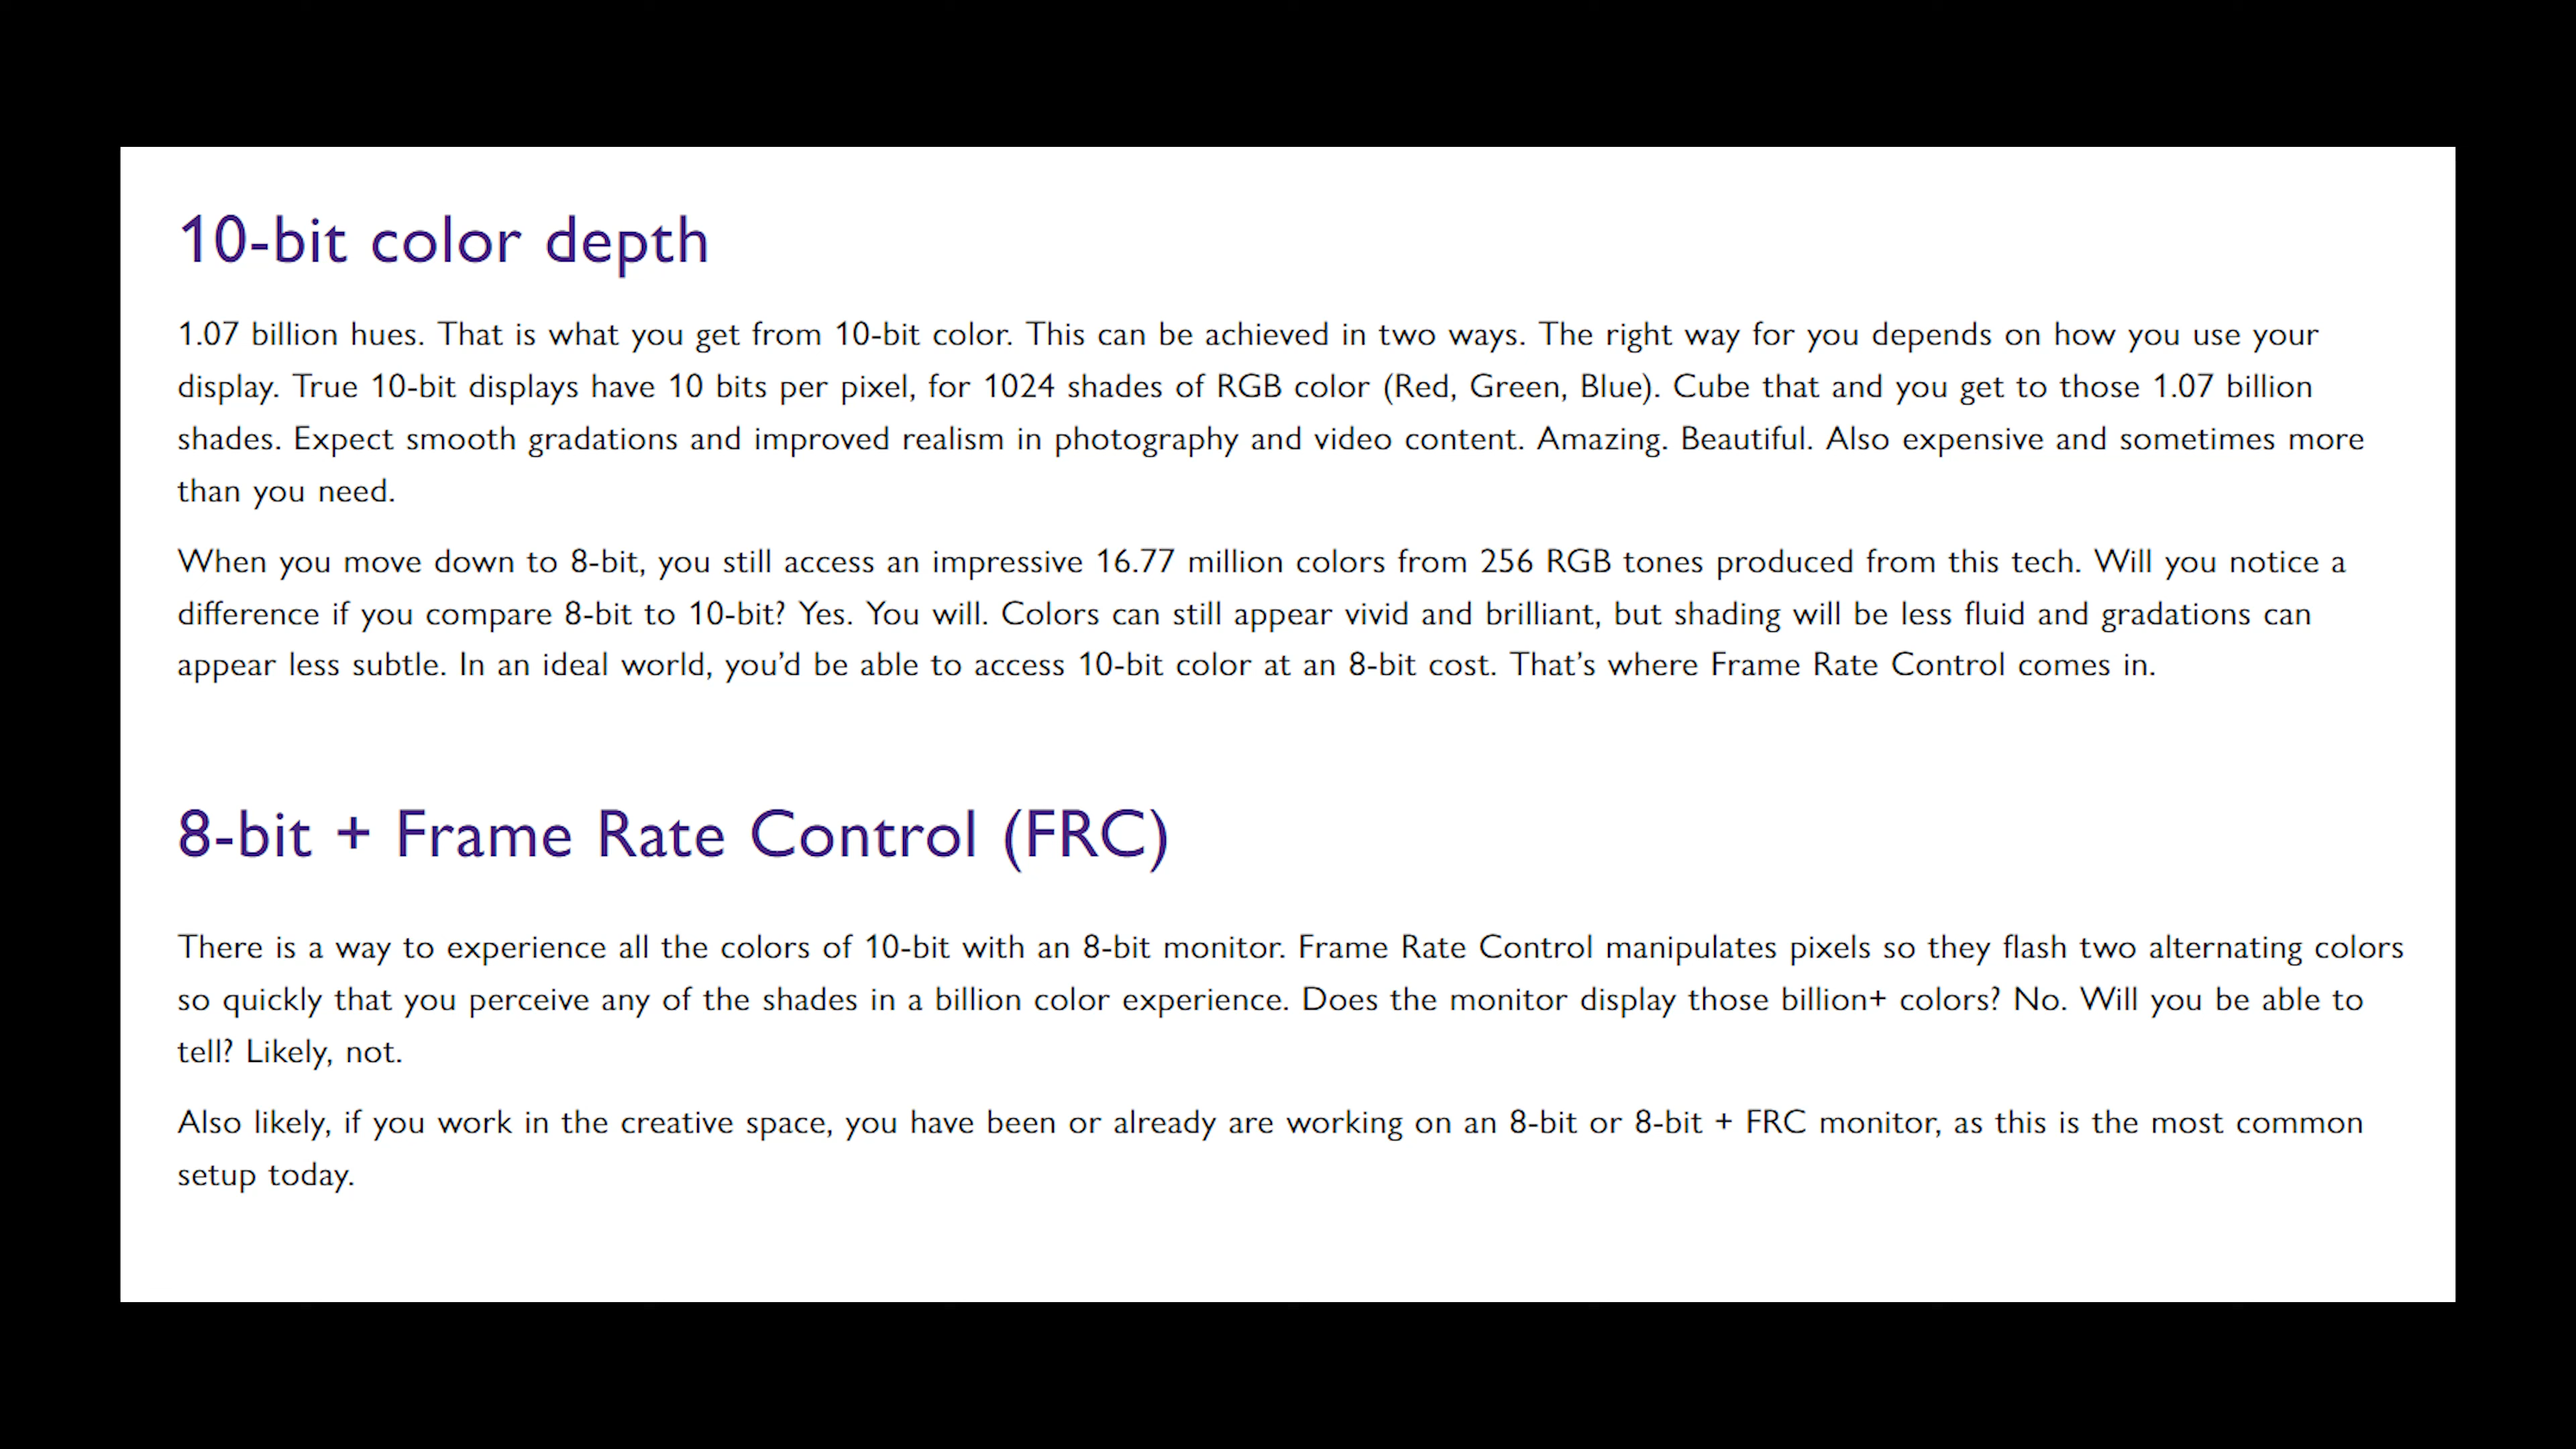 10-bit color depth
1.07 billion hues. That is what you get from 10-bit color. This can be achieved in two ways. The right way for you depends on how you use your
display. True 10-bit displays have 10 bits per pixel, for 1024 shades of RGB color (Red, Green, Blue). Cube that and you get to those 1.07 billion
shades. Expect smooth gradations and improved realism in photography and video content. Amazing. Beautiful. Also expensive and sometimes more
than you need.
When you move down to 8-bit, you still access an impressive 16.77 million colors from 256 RGB tones produced from this tech. Will you notice a
difference if you compare 8-bit to 10-bit? Yes. You will. Colors can still appear vivid and brilliant, but shading will be less fluid and gradations can
appear less subtle. In an ideal world, you’d be able to access 10-bit color at an 8-bit cost. That’s where Frame Rate Control comes in.
8-bit + Frame Rate Control (FRC)
There is a way to experience all the colors of 10-bit with an 8-bit monitor. Frame Rate Control manipulates pixels so they flash two alternating colors
so quickly that you perceive any of the shades in a billion color experience. Does the monitor display those billion+ colors? No. Will you be able to
tell? Likely, not.
Also likely, if you work in the creative space, you have been or already are working on an 8-bit or 8-bit + FRC monitor, as this is the most common
setup today.